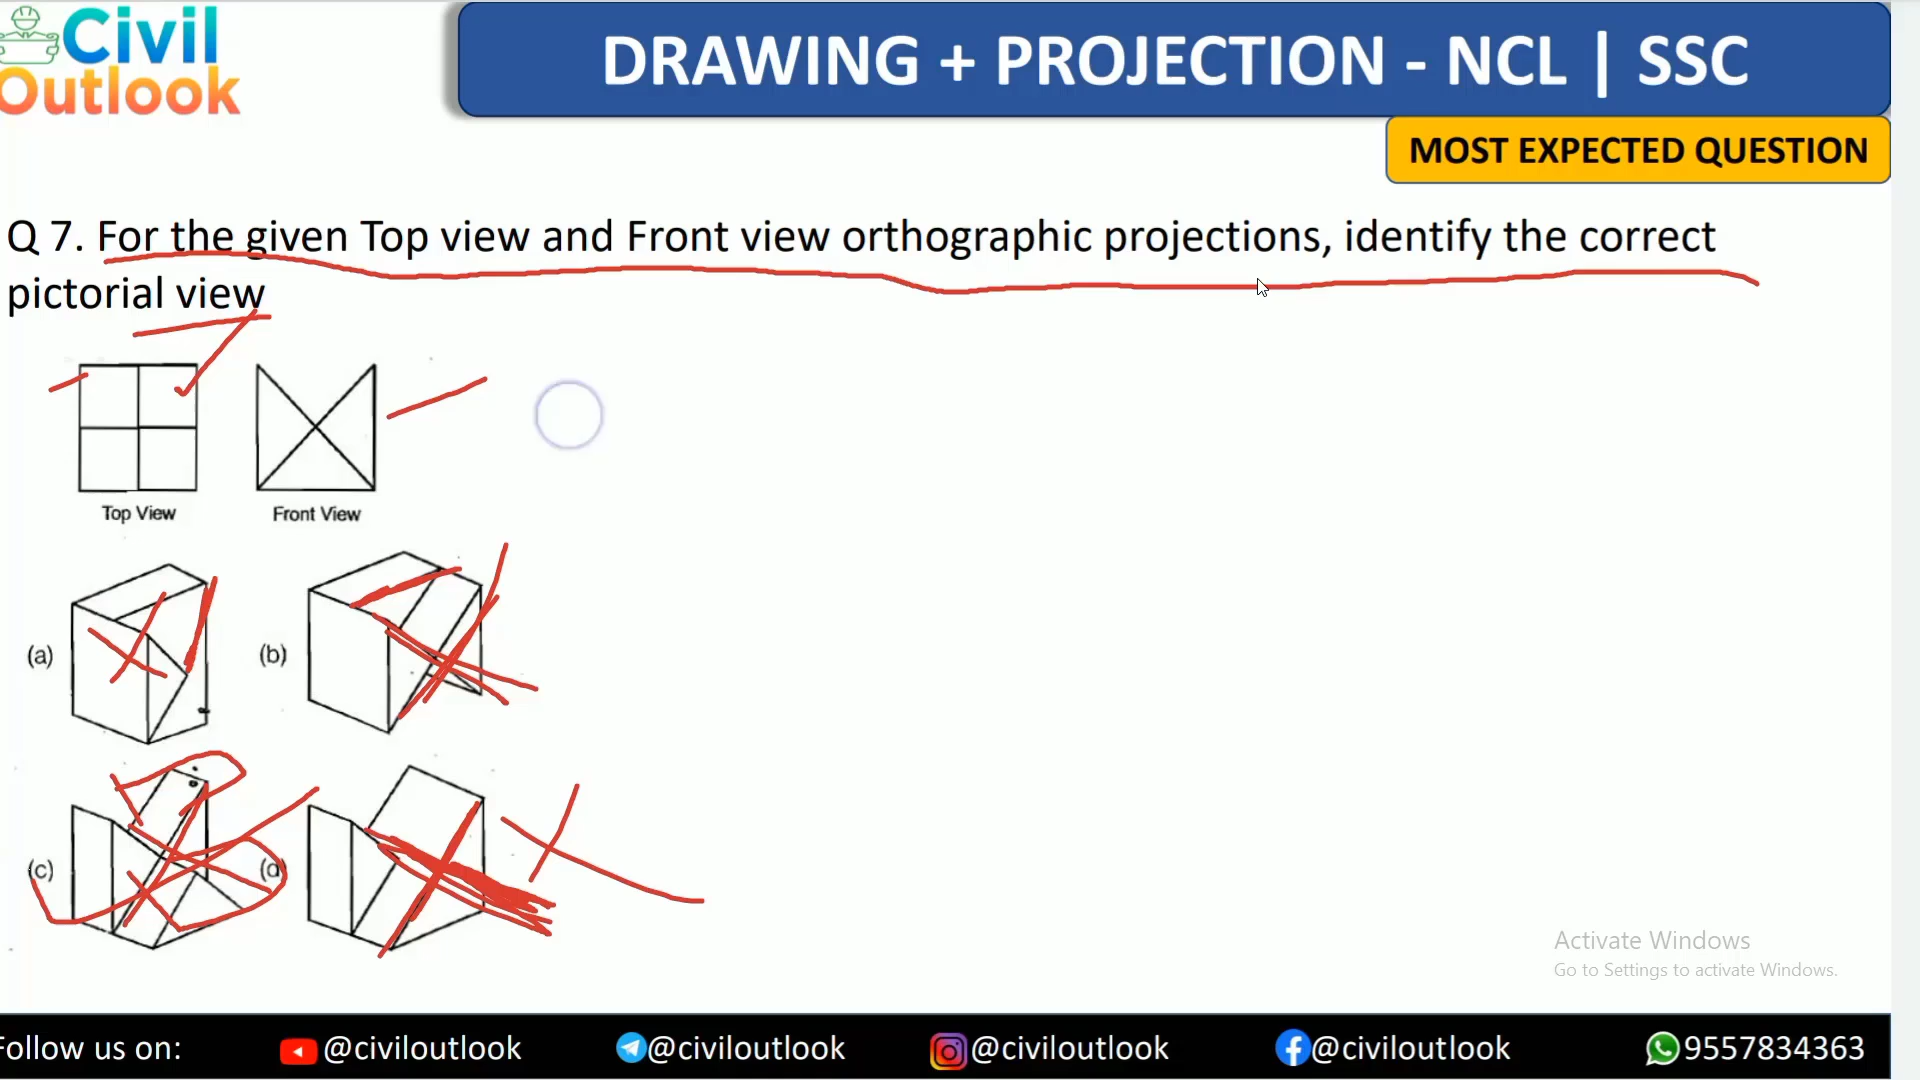 Civil
Outlook
DRAWING + PROJECTION - NCL | SSC
MOST EXPECTED QUESTION
Q 7. For the given Top view and Front view orthographic projections, identify the correct
pictorial view
Top View
Front View
(a)
(b)
(c)
(d)
Activate Windows
Go to Settings to activate Windows.
Follow us on:
@civiloutlook
@civiloutlook
@civiloutlook
@civiloutlook
9557834363